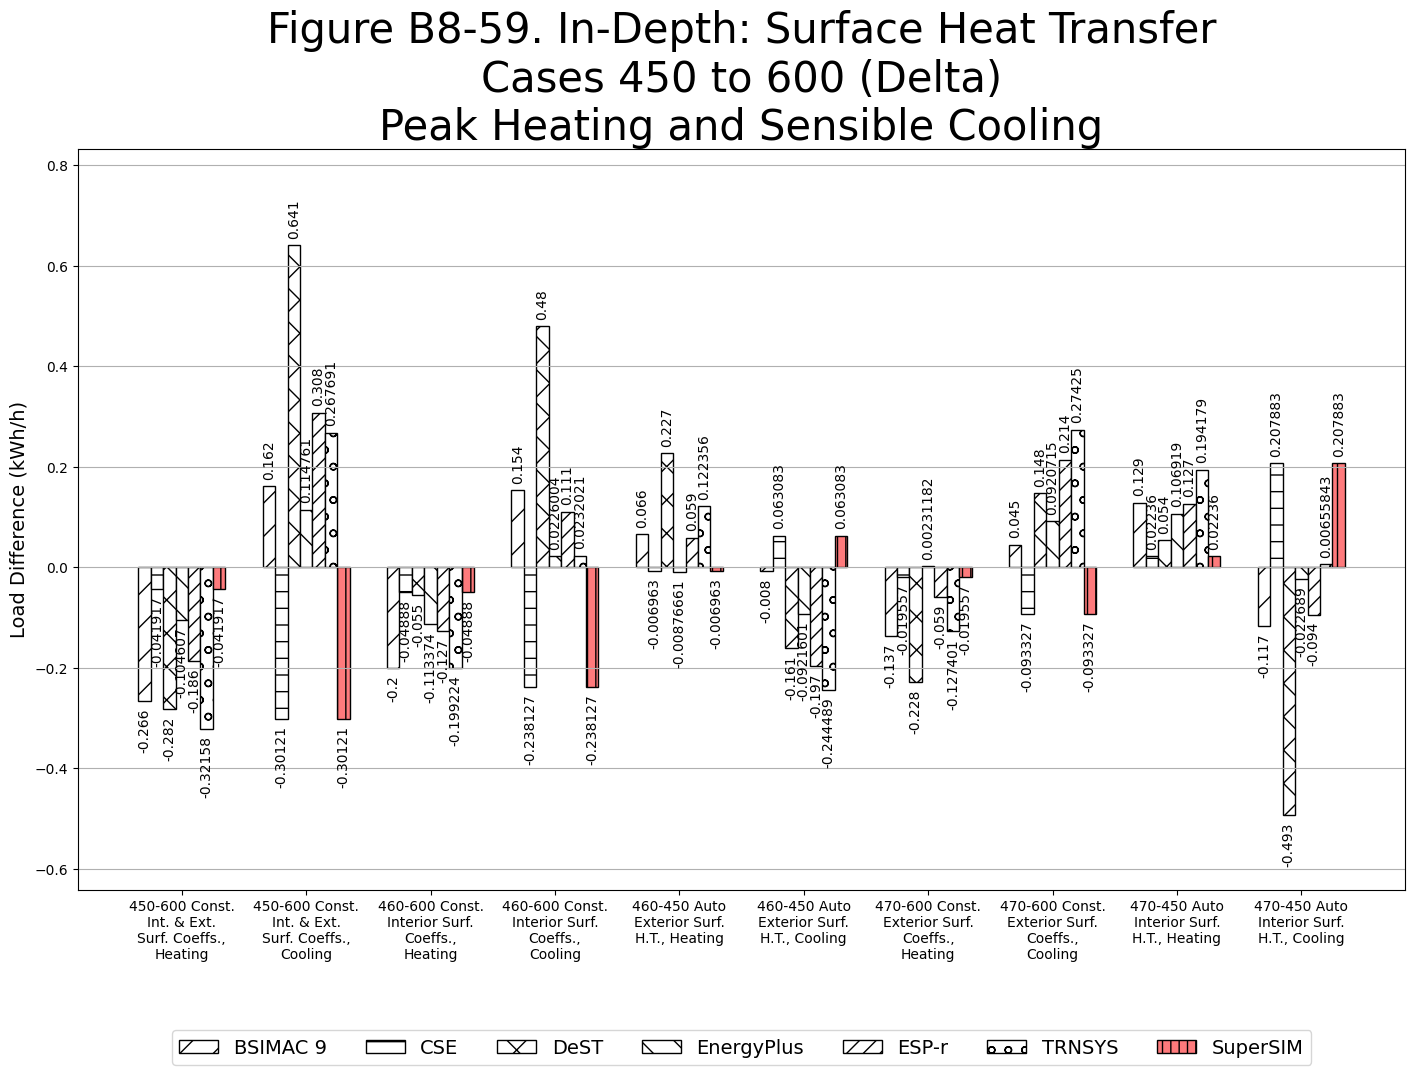 Figure B8-59. In-Depth: Surface Heat Transfer
Cases 450 to 600 (Delta)
Peak Heating and Sensible Cooling
Load Difference (kWh/h)
0.8
0.6
0.4
0.2
0.0
−0.2
−0.4
−0.6
-0.266
-0.041917
-0.282
-0.104607
-0.186
-0.32158
-0.041917
0.162
-0.30121
0.641
0.114761
0.308
0.267691
-0.30121
-0.2
-0.04888
-0.055
-0.113374
-0.127
-0.199224
-0.04888
0.154
-0.238127
0.48
0.0226004
0.111
0.0232021
-0.238127
0.066
-0.006963
0.227
-0.00876661
0.059
0.122356
-0.006963
-0.008
0.063083
-0.161
-0.0921601
-0.197
-0.244489
0.063083
-0.137
-0.019557
-0.228
0.00231182
-0.059
-0.127401
-0.019557
0.045
-0.093327
0.148
0.0920715
0.214
0.27425
-0.093327
0.129
0.02236
0.054
0.106919
0.127
0.194179
0.02236
-0.117
0.207883
-0.493
-0.022689
-0.094
0.00655843
0.207883
450-600 Const.
Int. & Ext.
Surf. Coeffs.,
Heating
450-600 Const.
Int. & Ext.
Surf. Coeffs.,
Cooling
460-600 Const.
Interior Surf.
Coeffs.,
Heating
460-600 Const.
Interior Surf.
Coeffs.,
Cooling
460-450 Auto
Exterior Surf.
H.T., Heating
460-450 Auto
Exterior Surf.
H.T., Cooling
470-600 Const.
Exterior Surf.
Coeffs.,
Heating
470-600 Const.
Exterior Surf.
Coeffs.,
Cooling
470-450 Auto
Interior Surf.
H.T., Heating
470-450 Auto
Interior Surf.
H.T., Cooling
BSIMAC 9
CSE
DeST
EnergyPlus
ESP-r
TRNSYS
SuperSIM